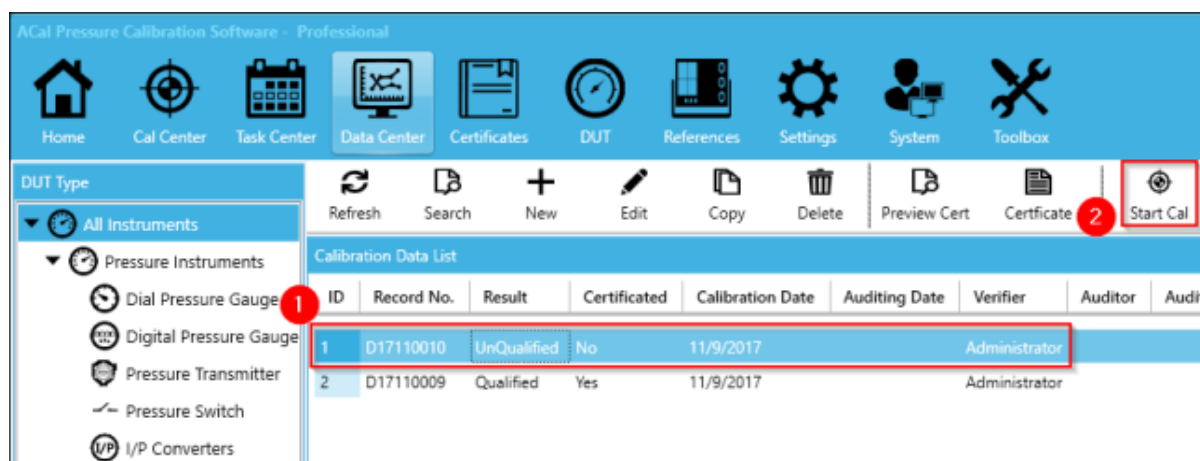 ACal Pressure Calibration Software - Professional
Home Cal Center Task Center Data Center Certificates DUT References Settings System Toolbox
DUT Type
Refresh Search New Edit Copy Delete Preview Cert Certficate 2 Start Cal
All Instruments
Pressure Instruments
Calibration Data List
Dial Pressure Gauge 1
ID Record No. Result Certificated Calibration Date Auditing Date Verifier Auditor Audi
Digital Pressure Gauge
1 D17110010 UnQualified No 11/9/2017 Administrator
Pressure Transmitter
2 D17110009 Qualified Yes 11/9/2017 Administrator
Pressure Switch
I/P I/P Converters